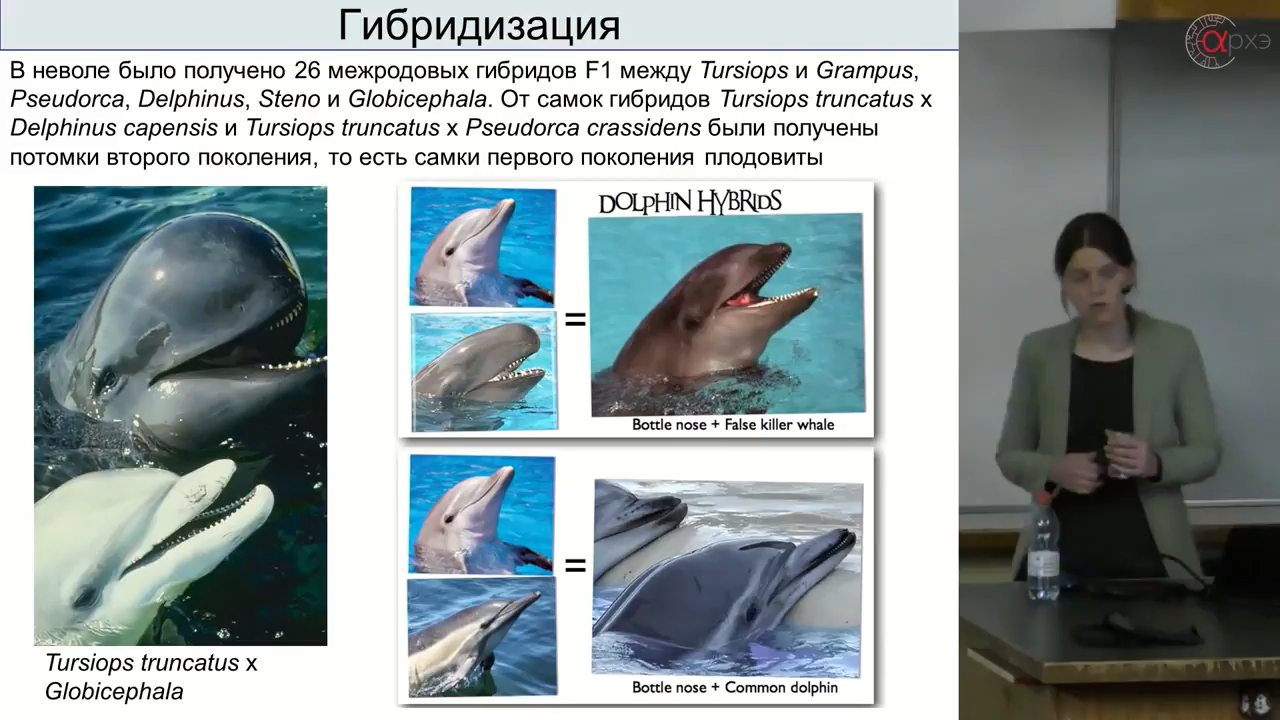 Гибридизация
В неволе было получено 26 межродовых гибридов F1 между Tursiops и Grampus,
Pseudorca, Delphinus, Steno и Globicephala. От самок гибридов Tursiops truncatus x
Delphinus capensis и Tursiops truncatus x Pseudorca crassidens были получены
потомки второго поколения, то есть самки первого поколения плодовиты
DOLPHIN HYBRIDS
=
Bottle nose + False killer whale
=
Bottle nose + Common dolphin
Tursiops truncatus x
Globicephala
αрхэ